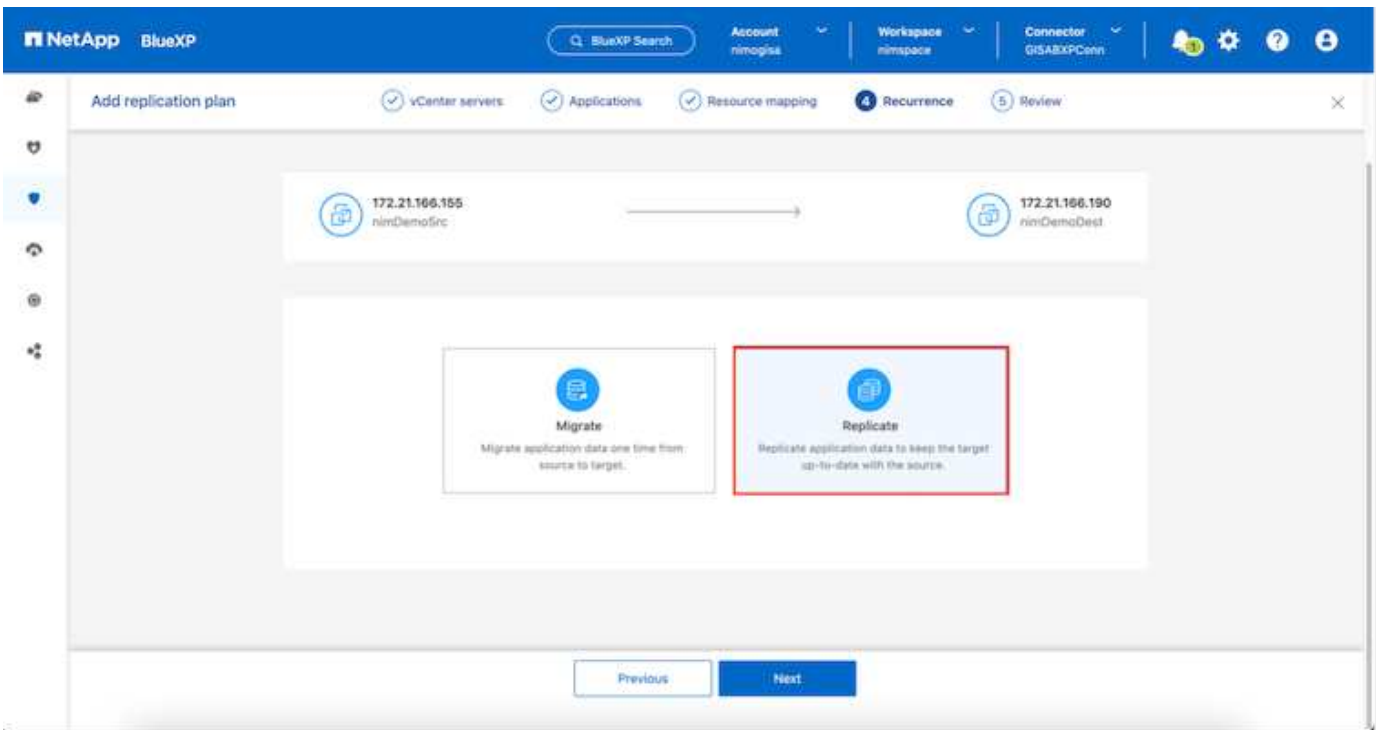 NetApp BlueXP
BlueXP Search
Account
nimogisa
Workspace
nimspace
Connector
GISABXPConn
1
Add replication plan
vCenter servers
Applications
Resource mapping
4 Recurrence
5 Review
172.21.166.155
nimDemoSrc
172.21.166.190
nimDemoDest
Migrate
Migrate application data one time from
source to target.
Replicate
Replicate application data to keep the target
up-to-date with the source.
Previous
Next